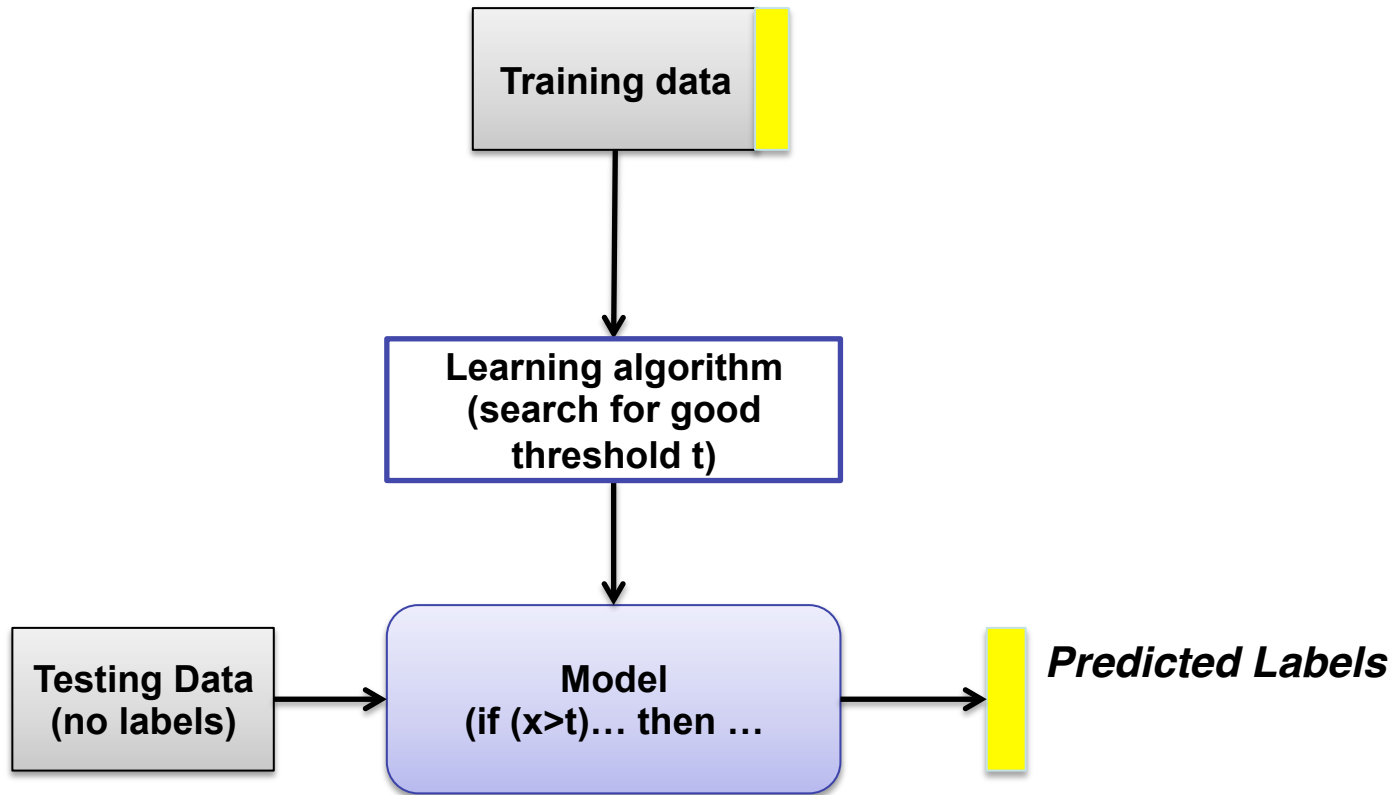 Training data
Learning algorithm
(search for good
threshold t)
Testing Data
(no labels)
Model
(if (x>t)… then …
Predicted Labels